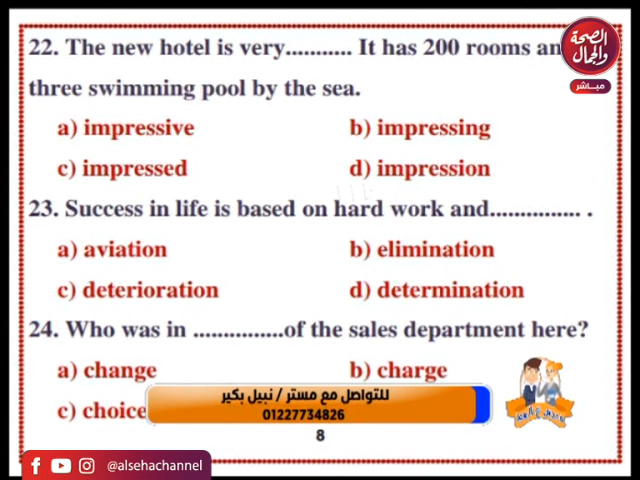 22. The new hotel is very........... It has 200 rooms an
three swimming pool by the sea.
a) impressive b) impressing
c) impressed d) impression
23. Success in life is based on hard work and............... .
a) aviation b) elimination
c) deterioration d) determination
24. Who was in ...............of the sales department here?
a) change b) charge
c) choice
للتواصل مع مستر / نبيل بكير
01227734826
8
الصحة
والجمال
مباشر
@alsehachannel